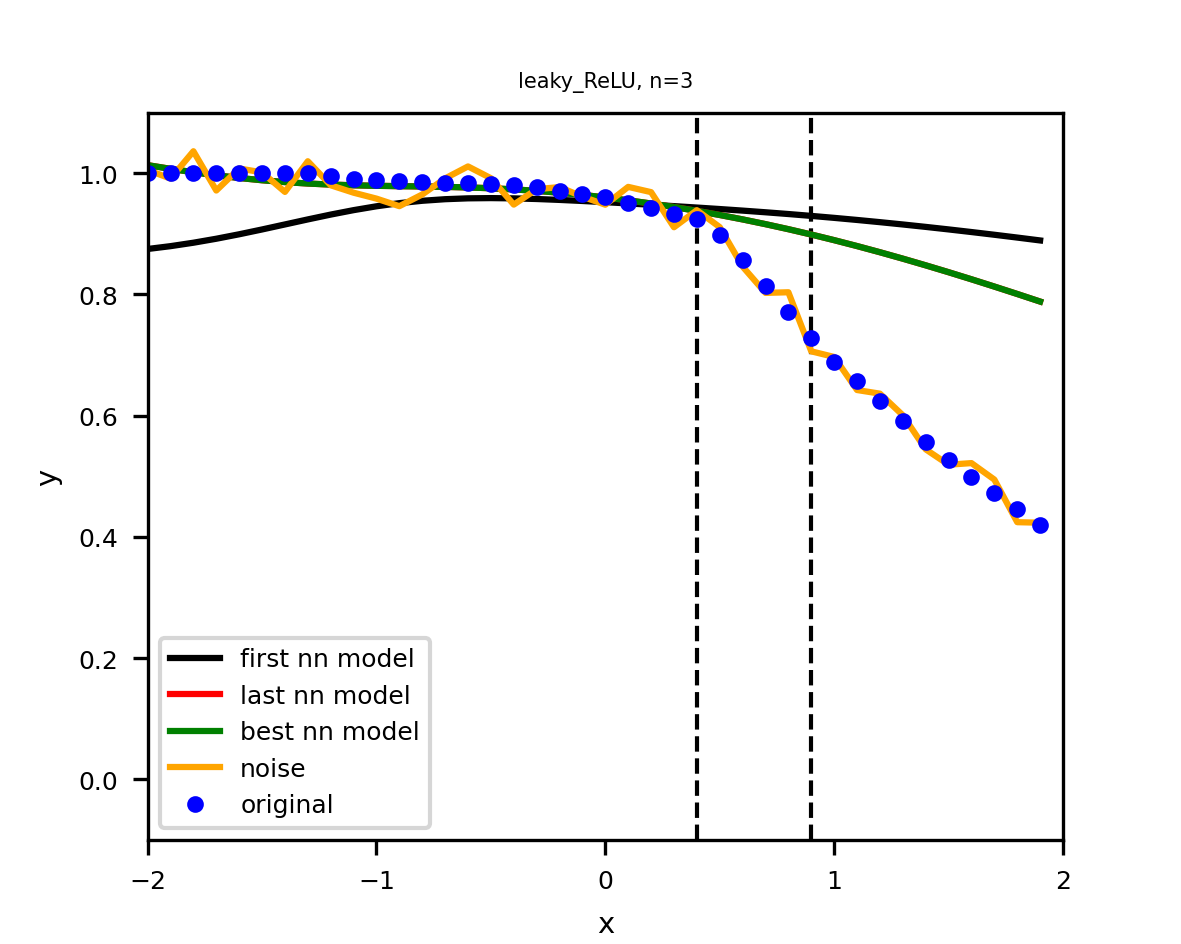 leaky_ReLU, n=3
1.0
0.8
0.6
0.4
0.2
0.0
y
first nn model
last nn model
best nn model
noise
original
−2
−1
0
1
2
x